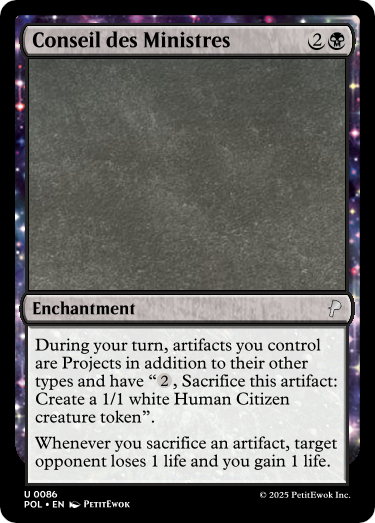 Conseil des Ministres 2
Enchantment
During your turn, artifacts you control
are Projects in addition to their other
types and have “2, Sacrifice this artifact:
Create a 1/1 white Human Citizen
creature token”.
Whenever you sacrifice an artifact, target
opponent loses 1 life and you gain 1 life.
U 0086
POL • EN PetitEwok
© 2025 PetitEwok Inc.